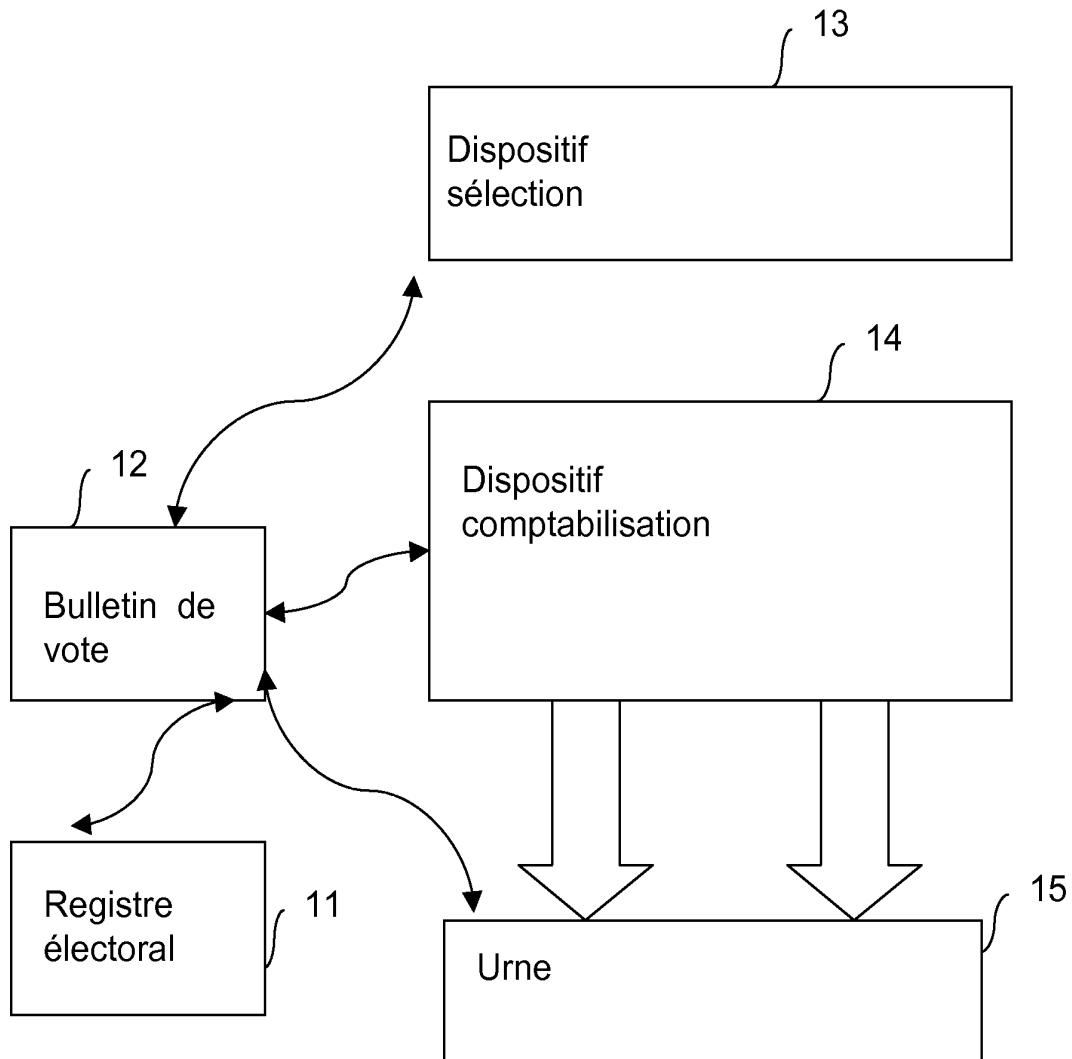 13
Dispositif
sélection
14
12
Dispositif
comptabilisation
Bulletin de
vote
Registre
électoral
11
15
Urne